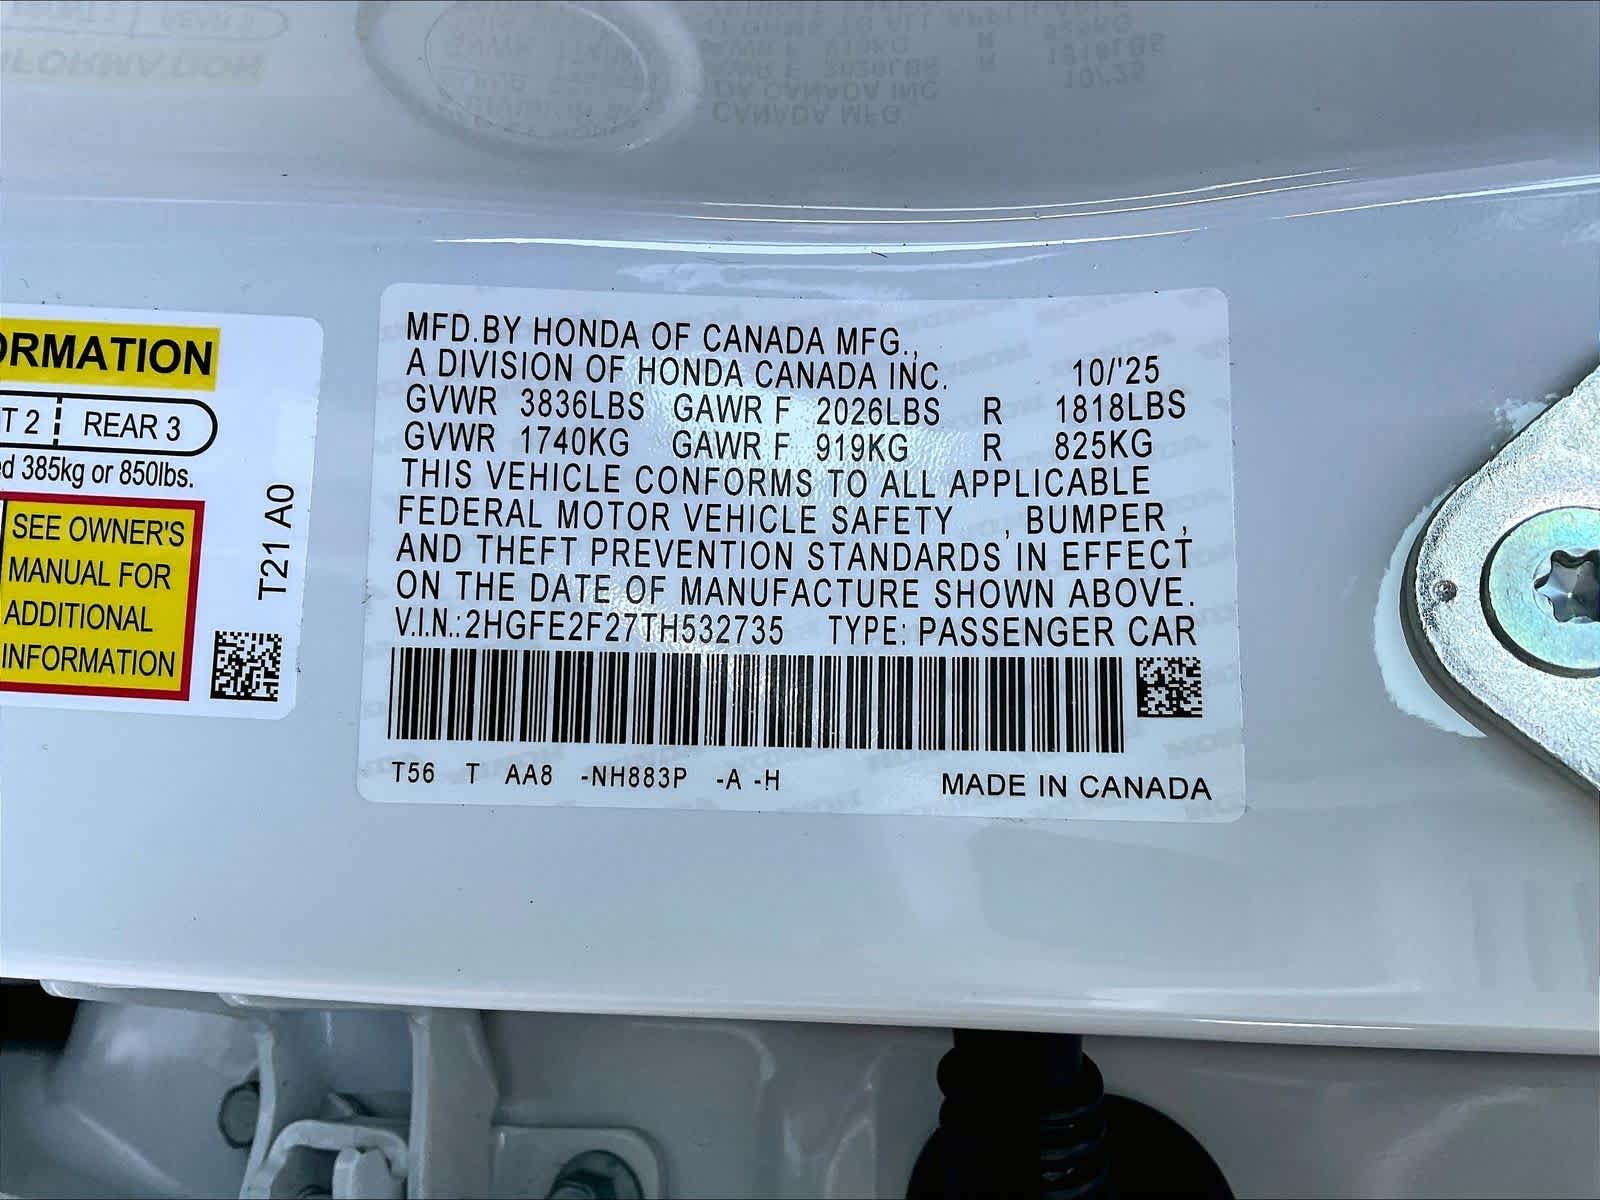 ORMATION
T 2 REAR 3
ed 385kg or 850lbs.
SEE OWNER'S
MANUAL FOR
ADDITIONAL
INFORMATION
T21 A0
MFD.BY HONDA OF CANADA MFG.,
A DIVISION OF HONDA CANADA INC. 10/'25
GVWR 3836LBS GAWR F 2026LBS R 1818LBS
GVWR 1740KG GAWR F 919KG R 825KG
THIS VEHICLE CONFORMS TO ALL APPLICABLE
FEDERAL MOTOR VEHICLE SAFETY , BUMPER ,
AND THEFT PREVENTION STANDARDS IN EFFECT
ON THE DATE OF MANUFACTURE SHOWN ABOVE.
V.I.N.:2HGFE2F27TH532735 TYPE: PASSENGER CAR
T56 T AA8 -NH883P -A -H MADE IN CANADA